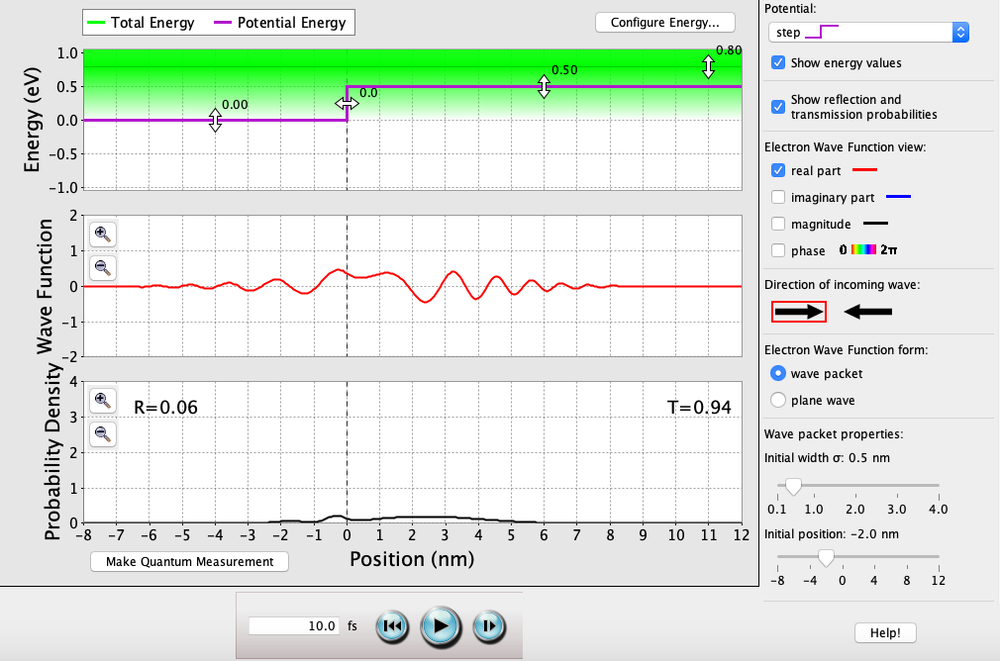 Total Energy
Potential Energy
Configure Energy...
Energy (eV)
1.0
0.5
0.0
−0.5
−1.0
0.00
0.0
0.50
0.80
Wave Function
2
1
0
−1
−2
Probability Density
4
3
2
1
0
R=0.06
T=0.94
−8 −7 −6 −5 −4 −3 −2 −1 0 1 2 3 4 5 6 7 8 9 10 11 12
Position (nm)
Make Quantum Measurement
10.0 fs
Potential:
step
Show energy values
Show reflection and
transmission probabilities
Electron Wave Function view:
real part
imaginary part
magnitude
phase 0 2π
Direction of incoming wave:
Electron Wave Function form:
wave packet
plane wave
Wave packet properties:
Initial width σ: 0.5 nm
0.1 1.0 2.0 3.0 4.0
Initial position: -2.0 nm
-8 -4 0 4 8 12
Help!